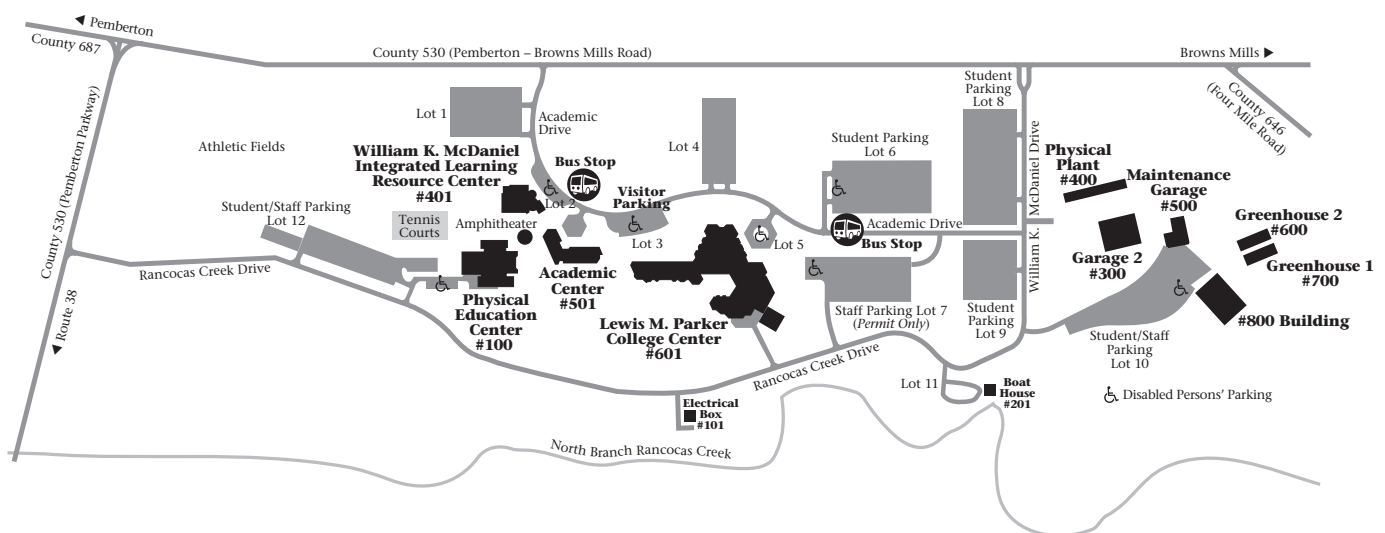 ◄ Pemberton
County 687
County 530 (Pemberton – Browns Mills Road)
Browns Mills ►
County 646
(Four Mile Road)
County 530 (Pemberton Parkway)
◄ Route 38
Athletic Fields
Lot 1
Academic
Drive
William K. McDaniel
Integrated Learning
Resource Center
#401
Bus Stop
Lot 2
Visitor
Parking
Lot 3
Lot 4
Student Parking
Lot 6
Student
Parking
Lot 8
William K. McDaniel Drive
Physical
Plant
#400
Maintenance
Garage
#500
Greenhouse 2
#600
Greenhouse 1
#700
Garage 2
#300
#800 Building
Student/Staff Parking
Lot 12
Tennis
Courts
Amphitheater
Rancocas Creek Drive
Physical
Education
Center
#100
Academic
Center
#501
Lewis M. Parker
College Center
#601
Lot 5
Academic Drive
Bus Stop
Staff Parking Lot 7
(Permit Only)
Student
Parking
Lot 9
Student/Staff
Parking
Lot 10
Rancocas Creek Drive
Lot 11
Boat
House
#201
Disabled Persons' Parking
Electrical
Box
#101
North Branch Rancocas Creek